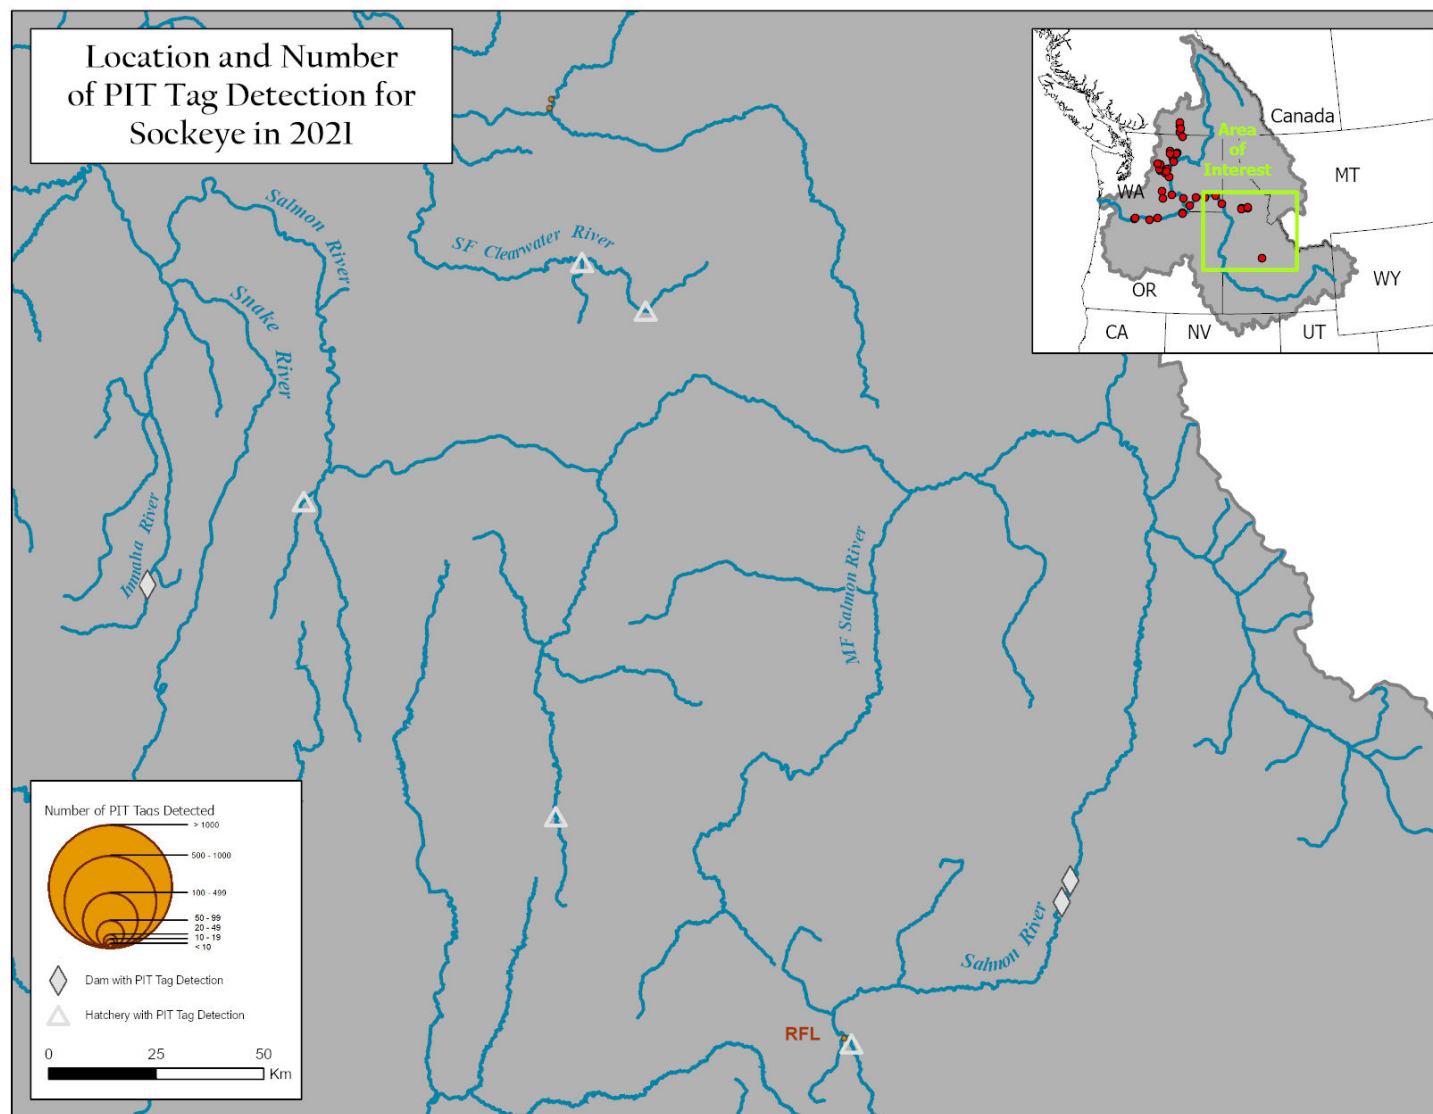 Location and Number
of PIT Tag Detection for
Sockeye in 2021
Canada
Area
of
Interest
MT
WA
OR
WY
CA
NV
UT
Salmon River
SF Clearwater River
Snake River
Imnaha River
MF Salmon River
Salmon River
RFL
Number of PIT Tags Detected
> 1000
500 - 1000
100 - 499
50 - 99
20 - 49
10 - 19
< 10
Dam with PIT Tag Detection
Hatchery with PIT Tag Detection
0 25 50
Km